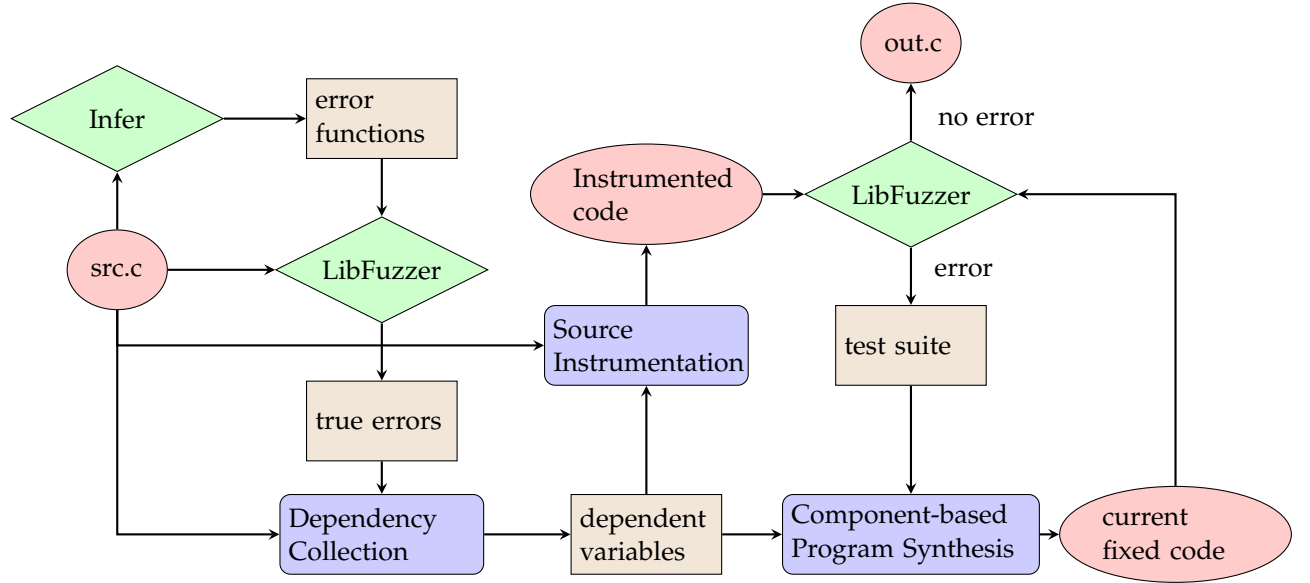 out.c
Infer
error
functions
no error
Instrumented
code
LibFuzzer
src.c
LibFuzzer
error
Source
Instrumentation
test suite
true errors
Dependency
Collection
dependent
variables
Component-based
Program Synthesis
current
fixed code